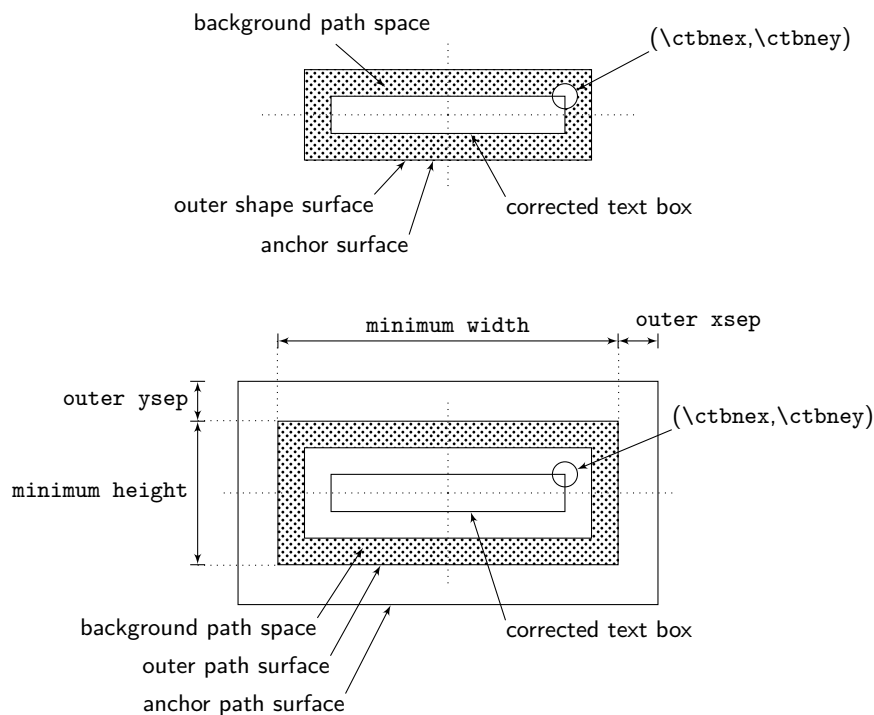 background path space
(\ctbnex,\ctbney)
outer shape surface
corrected text box
anchor surface
minimum width
outer xsep
outer ysep
(\ctbnex,\ctbney)
minimum height
background path space
corrected text box
outer path surface
anchor path surface